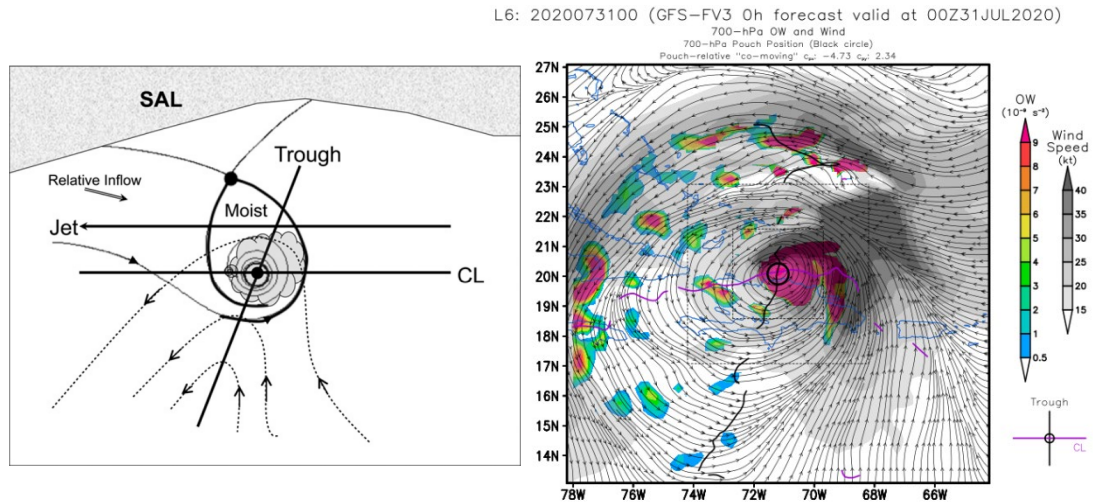 L6: 2020073100 (GFS-FV3 0h forecast valid at 00Z31JUL2020)
700-hPa OW and Wind
700-hPa Pouch Position (Black circle)
Pouch-relative "co-moving" cpx: -4.73 cpy: 2.34
SAL
Trough
Relative Inflow
Moist
Jet
CL
27N
26N
25N
24N
23N
22N
21N
20N
19N
18N
17N
16N
15N
14N
78W 76W 74W 72W 70W 68W 66W
OW
(10⁻⁹ s⁻²)
9
8
7
6
5
4
3
2
1
0.5
Wind
Speed
(kt)
40
35
30
25
20
15
Trough
CL